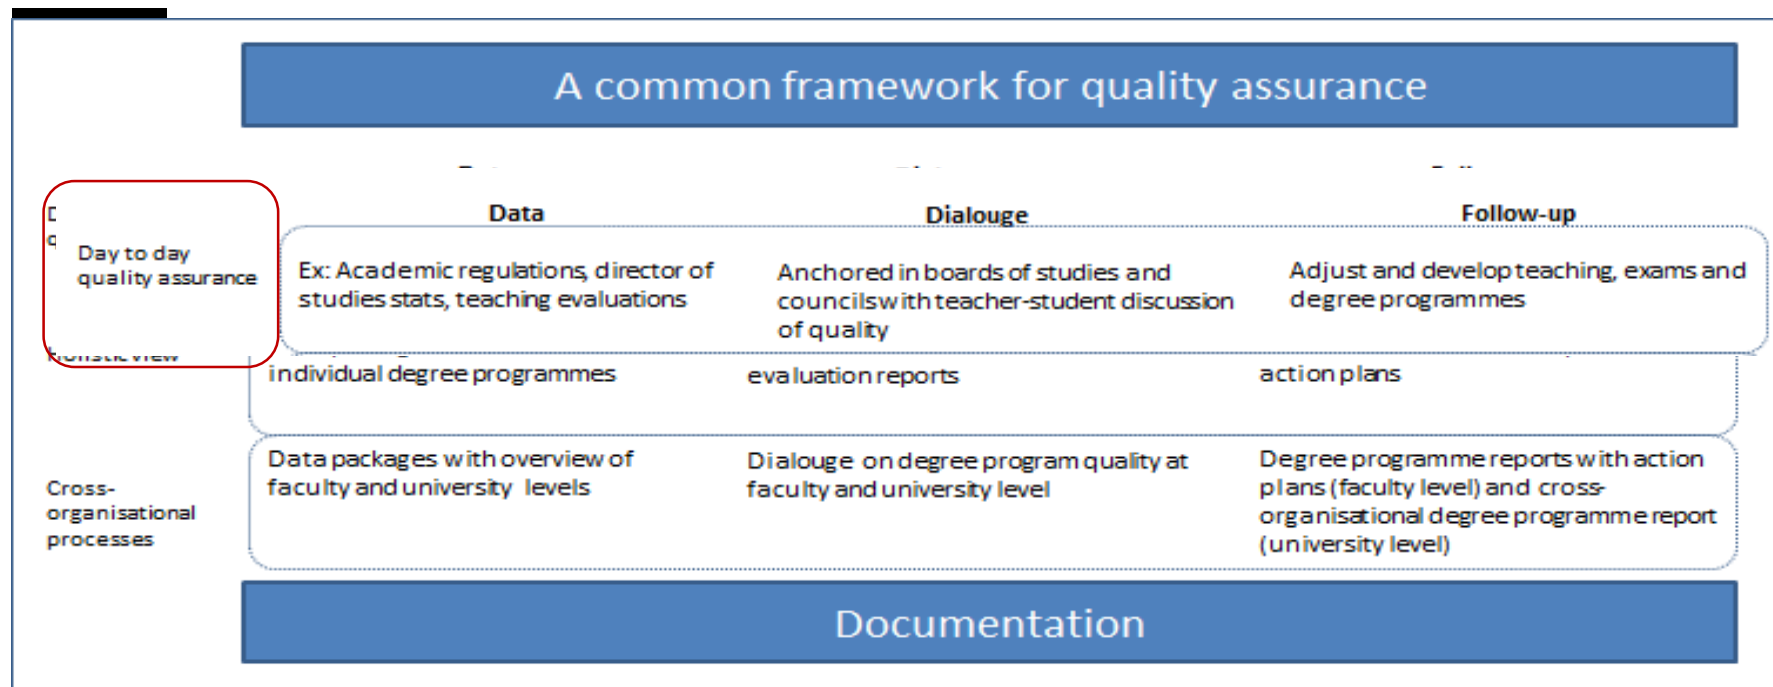 A common framework for quality assurance
Data
Dialouge
Follow-up
Day to day
quality assurance
Ex: Academic regulations, director of
studies stats, teaching evaluations
Anchored in boards of studies and
councils with teacher-student discussion
of quality
Adjust and develop teaching, exams and
degree programmes
individual degree programmes
evaluation reports
action plans
Cross-
organisational
processes
Data packages with overview of
faculty and university levels
Dialouge on degree program quality at
faculty and university level
Degree programme reports with action
plans (faculty level) and cross-
organisational degree programme report
(university level)
Documentation